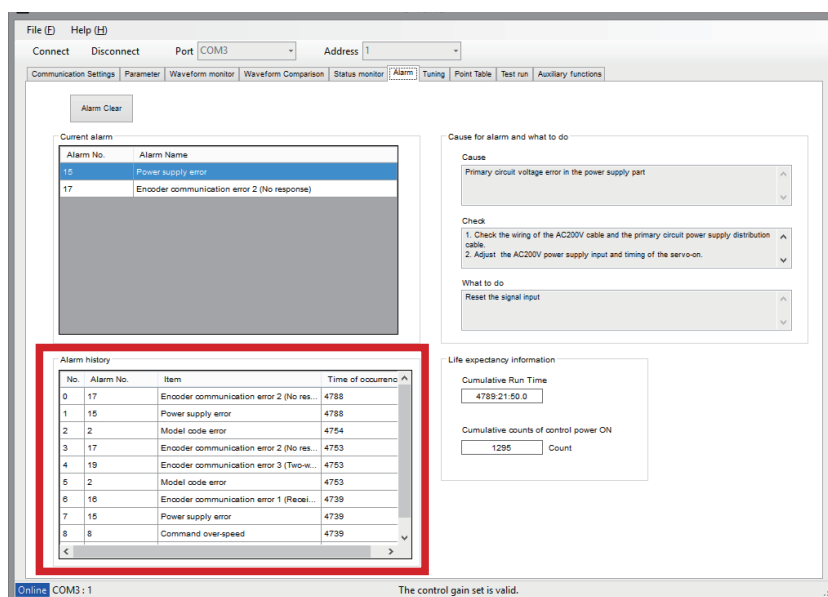 File (F) Help (H)
Connect Disconnect Port COM3 Address 1
Communication Settings Parameter Waveform monitor Waveform Comparison Status monitor Alarm Tuning Point Table Test run Auxiliary functions
Alarm Clear
Current alarm
Alarm No. Alarm Name
15 Power supply error
17 Encoder communication error 2 (No response)
Cause for alarm and what to do
Cause
Primary circuit voltage error in the power supply part
Check
1. Check the wiring of the AC200V cable and the primary circuit power supply distribution
cable.
2. Adjust the AC200V power supply input and timing of the servo-on.
What to do
Reset the signal input
Alarm history
No. Alarm No. Item Time of occurrenc
0 17 Encoder communication error 2 (No res... 4788
1 15 Power supply error 4788
2 2 Model code error 4754
3 17 Encoder communication error 2 (No res... 4753
4 19 Encoder communication error 3 (Two-w... 4753
5 2 Model code error 4753
6 16 Encoder communication error 1 (Recei... 4739
7 15 Power supply error 4739
8 8 Command over-speed 4739
Life expectancy information
Cumulative Run Time
4789:21:50.0
Cumulative counts of control power ON
1295 Count
Online COM3 : 1 The control gain set is valid.